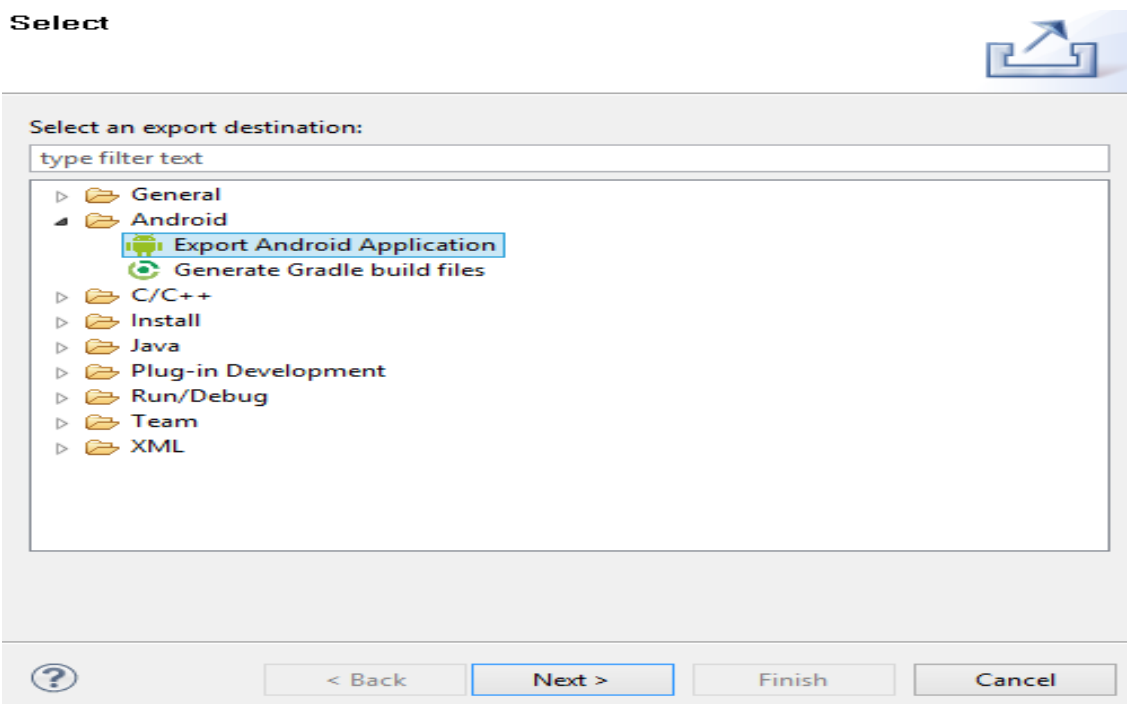 Select
Select an export destination:
type filter text
General
Android
Export Android Application
Generate Gradle build files
C/C++
Install
Java
Plug-in Development
Run/Debug
Team
XML
? < Back Next > Finish Cancel